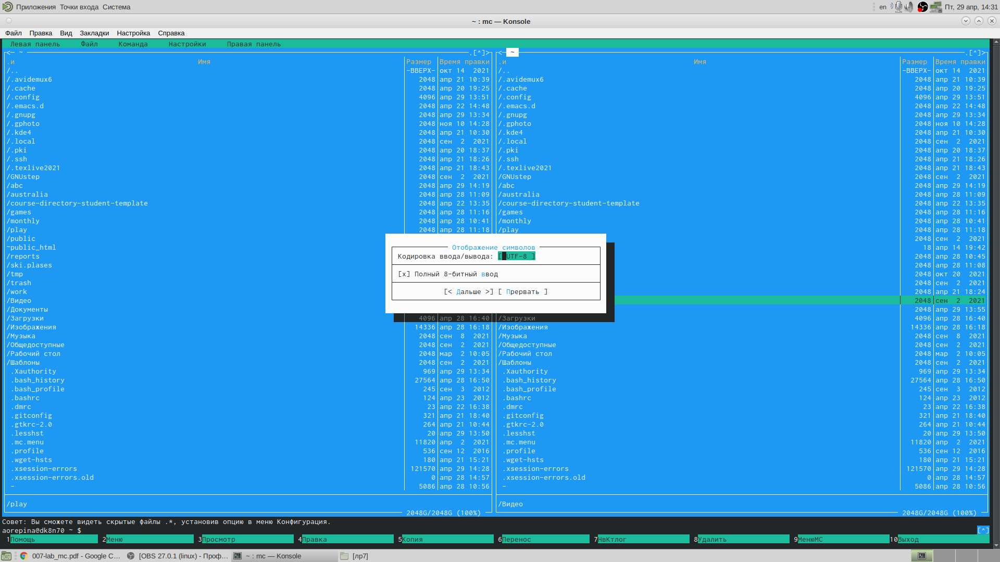 Приложения Точки входа Система
en Пт, 29 апр, 14:31
~ : mc — Konsole
Файл Правка Вид Закладки Настройка Справка
Левая панель Файл Команда Настройки Правая панель
<─ ~ .[^]> <─ ~ .[^]>
.и Имя Размер Время правки .и Имя Размер Время правки
/.. -ВВЕРХ- окт 14 2021 /.. -ВВЕРХ- окт 14 2021
/.avidemux6 2048 апр 21 10:39 /.avidemux6 2048 апр 21 10:39
/.cache 2048 апр 20 19:25 /.cache 2048 апр 20 19:25
/.config 4096 апр 29 13:51 /.config 4096 апр 29 13:51
/.emacs.d 2048 апр 22 14:48 /.emacs.d 2048 апр 22 14:48
/.gnupg 2048 апр 29 13:34 /.gnupg 2048 апр 29 13:34
/.gphoto 2048 ноя 10 14:28 /.gphoto 2048 ноя 10 14:28
/.kde4 2048 апр 21 10:30 /.kde4 2048 апр 21 10:30
/.local 2048 сен 2 2021 /.local 2048 сен 2 2021
/.pki 2048 апр 20 18:37 /.pki 2048 апр 20 18:37
/.ssh 2048 апр 21 18:26 /.ssh 2048 апр 21 18:26
/.texlive2021 2048 апр 21 18:43 /.texlive2021 2048 апр 21 18:43
/GNUstep 2048 сен 2 2021 /GNUstep 2048 сен 2 2021
/abc 2048 апр 29 14:19 /abc 2048 апр 29 14:19
/australia 2048 апр 28 11:09 /australia 2048 апр 28 11:09
/course-directory-student-template 2048 апр 22 13:35 /course-directory-student-template 2048 апр 22 13:35
/games 2048 апр 28 11:16 /games 2048 апр 28 11:16
/monthly 2048 апр 28 10:41 /monthly 2048 апр 28 10:41
/play 2048 апр 28 11:18 /play 2048 апр 28 11:18
/public 2048 сен 2 2021
~public_html 18 апр 14 19:42
/reports 2048 апр 28 10:45
/ski.plases 2048 апр 28 11:08
/tmp 2048 окт 20 2021
/trash 2048 сен 2 2021
/work 2048 апр 21 18:24
/Видео 2048 сен 2 2021
/Документы 2048 апр 29 13:55
Отображение символов
Кодировка ввода/вывода: [ UTF-8 ]
[x] Полный 8-битный ввод
[< Дальше >] [ Прервать ]
/Загрузки 4096 апр 28 16:40 /Загрузки 4096 апр 28 16:40
/Изображения 14336 апр 28 16:18 /Изображения 14336 апр 28 16:18
/Музыка 2048 сен 8 2021 /Музыка 2048 сен 8 2021
/Общедоступные 2048 сен 2 2021 /Общедоступные 2048 сен 2 2021
/Рабочий стол 2048 мар 2 10:05 /Рабочий стол 2048 мар 2 10:05
/Шаблоны 2048 сен 2 2021 /Шаблоны 2048 сен 2 2021
.Xauthority 969 апр 29 13:34 .Xauthority 969 апр 29 13:34
.bash_history 27564 апр 28 16:50 .bash_history 27564 апр 28 16:50
.bash_profile 245 сен 3 2012 .bash_profile 245 сен 3 2012
.bashrc 124 апр 23 2012 .bashrc 124 апр 23 2012
.dmrc 23 апр 22 16:38 .dmrc 23 апр 22 16:38
.gitconfig 321 апр 21 18:40 .gitconfig 321 апр 21 18:40
.gtkrc-2.0 264 апр 21 10:44 .gtkrc-2.0 264 апр 21 10:44
.lesshst 20 апр 29 13:50 .lesshst 20 апр 29 13:50
.mc.menu 11820 апр 2 2021 .mc.menu 11820 апр 2 2021
.profile 536 сен 12 2016 .profile 536 сен 12 2016
.wget-hsts 180 апр 21 15:21 .wget-hsts 180 апр 21 15:21
.xsession-errors 121570 апр 29 14:28 .xsession-errors 121570 апр 29 14:28
.xsession-errors.old 0 апр 28 14:57 .xsession-errors.old 0 апр 28 14:57
- 5086 апр 28 10:56 - 5086 апр 28 10:56
/play /Видео
2048G/2048G (100%) 2048G/2048G (100%)
Совет: Вы сможете видеть скрытые файлы .*, установив опцию в меню Конфигурация.
aorepina@dk8n70 ~ $ [^]
1Помощь 2Меню 3Просмотр 4Правка 5Копия 6Перенос 7НвКтлог 8Удалить 9МенюМС 10Выход
007-lab_mc.pdf - Google C... [OBS 27.0.1 (linux) - Проф... ~ : mc — Konsole [лр7]